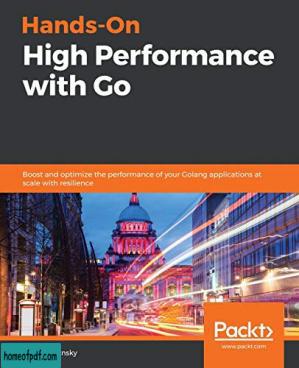 Hands-On
High Performance
with Go
Boost and optimize the performance of your Golang applications at
scale with resilience
Packt>
www.packt.com
nsky
homeofpdf.com